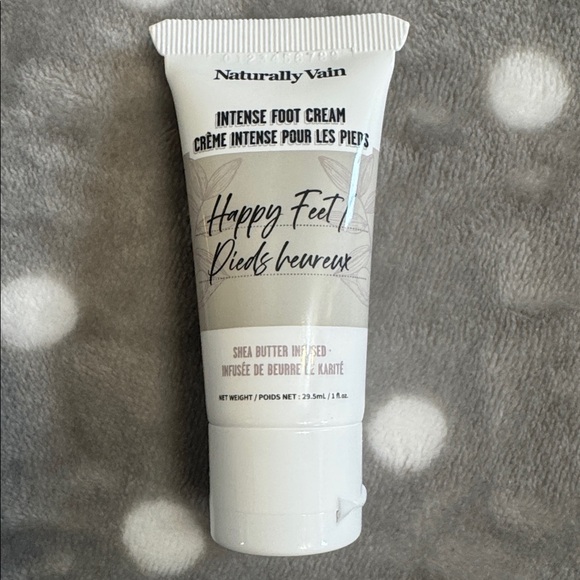 Naturally Vain
INTENSE FOOT CREAM
CRÈME INTENSE POUR LES PIEDS
Happy Feet /
Pieds heureux
SHEA BUTTER INFUSED •
INFUSÉE DE BEURRE DE KARITÉ
NET WEIGHT / POIDS NET : 29.5mL / 1 fl.oz.